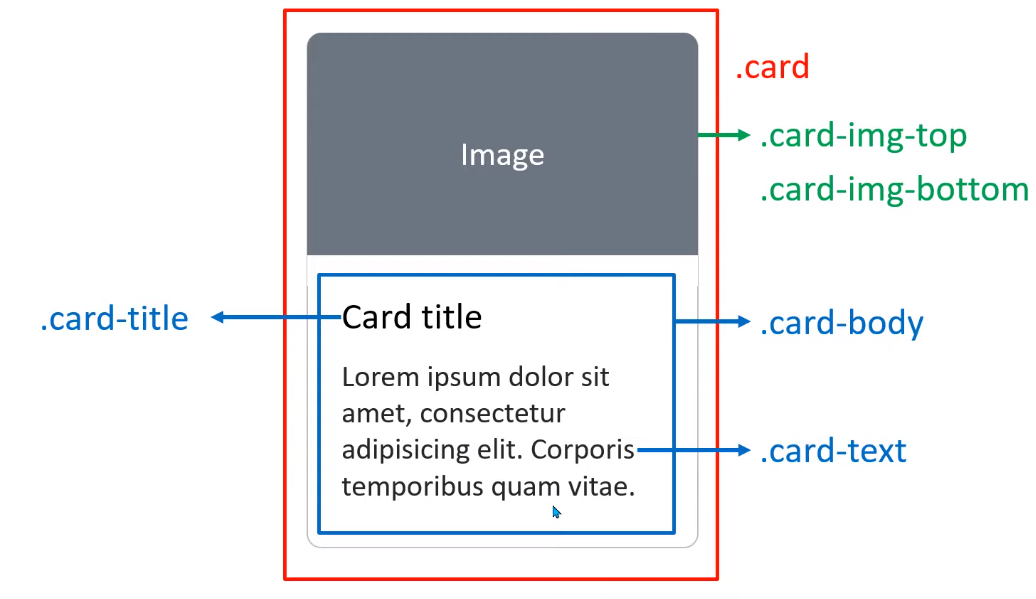 .card
Image
.card-img-top
.card-img-bottom
.card-title
Card title
.card-body
Lorem ipsum dolor sit
amet, consectetur
adipisicing elit. Corporis
.card-text
temporibus quam vitae.